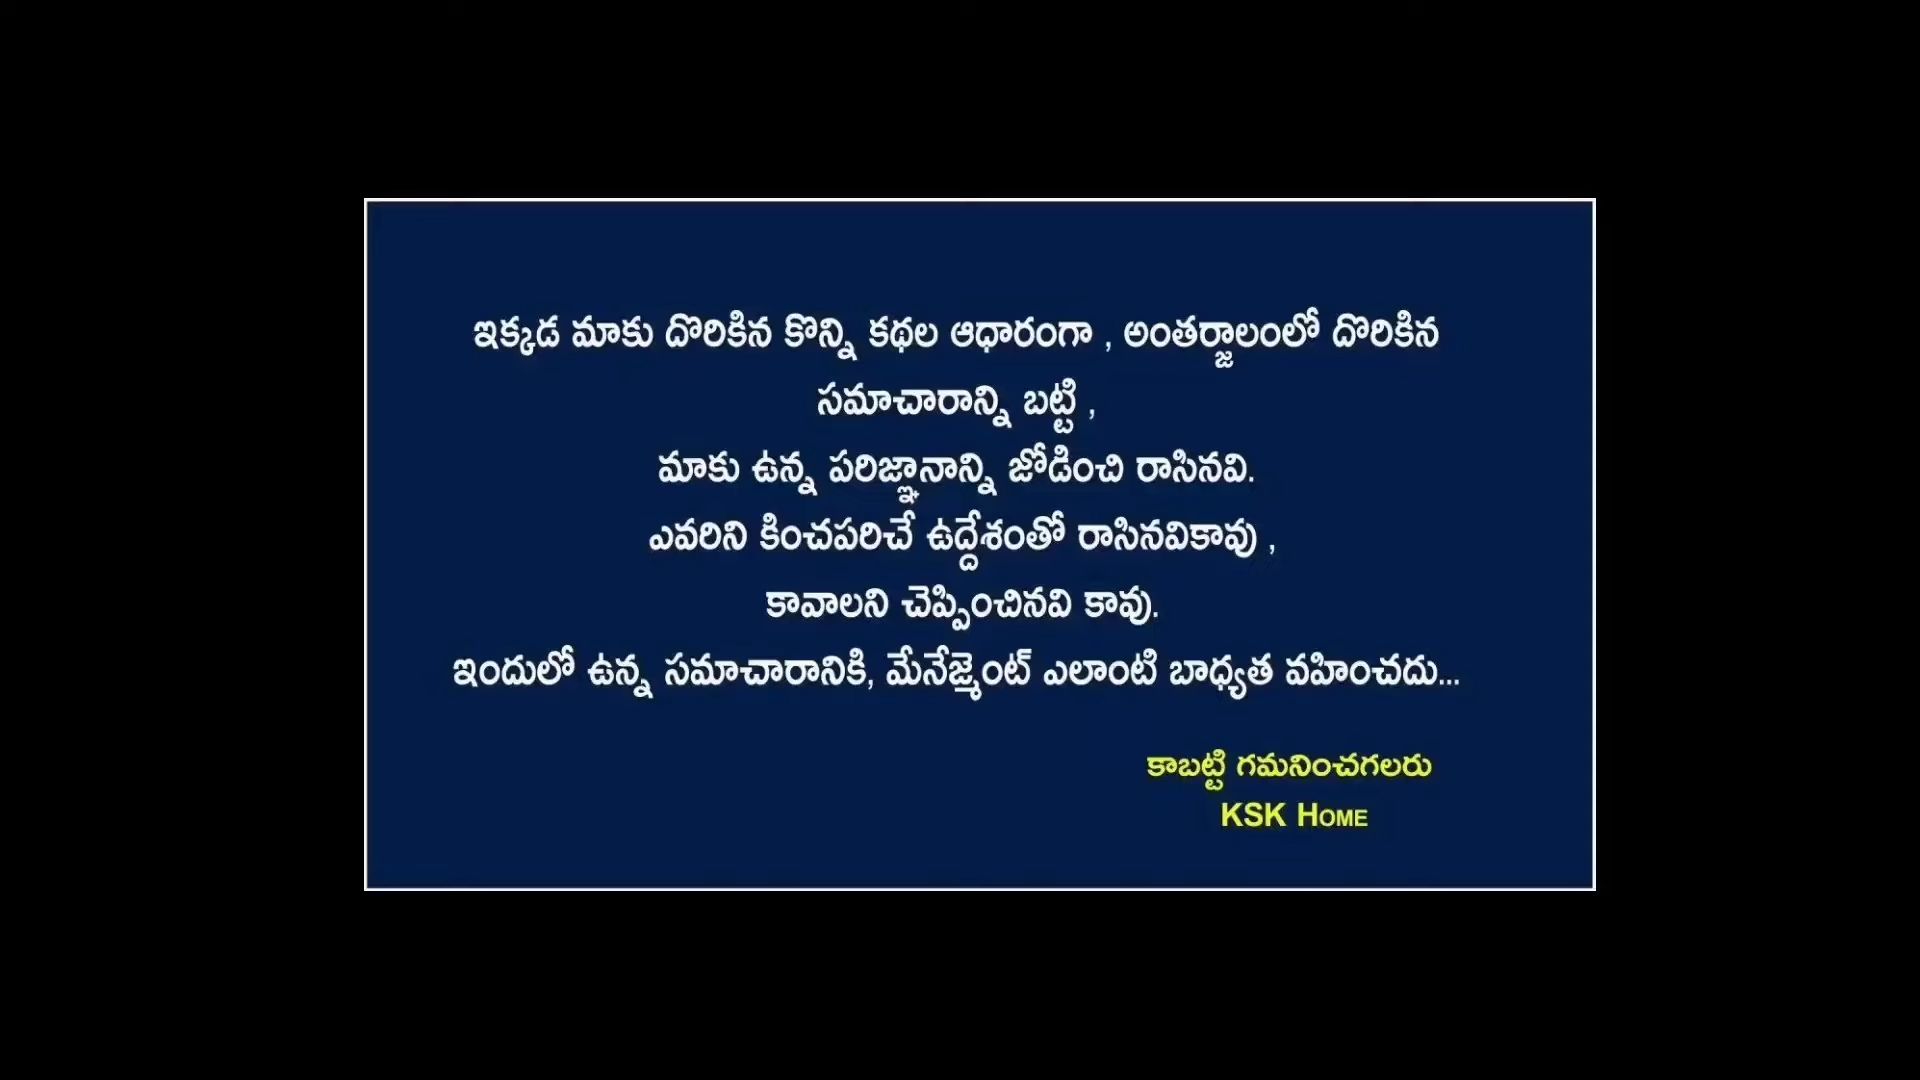 ఇక్కడ మాకు దొరికిన కొన్ని కథల ఆధారంగా , అంతర్జాలంలో దొరికిన
సమాచారాన్ని బట్టి ,
మాకు ఉన్న పరిజ్ఞానాన్ని జోడించి రాసినవి.
ఎవరిని కించపరిచే ఉద్దేశంతో రాసినవికావు ,
కావాలని చెప్పించినవి కావు.
ఇందులో ఉన్న సమాచారానికి, మేనేజ్మెంట్ ఎలాంటి బాధ్యత వహించదు...
కాబట్టి గమనించగలరు
KSK HOME